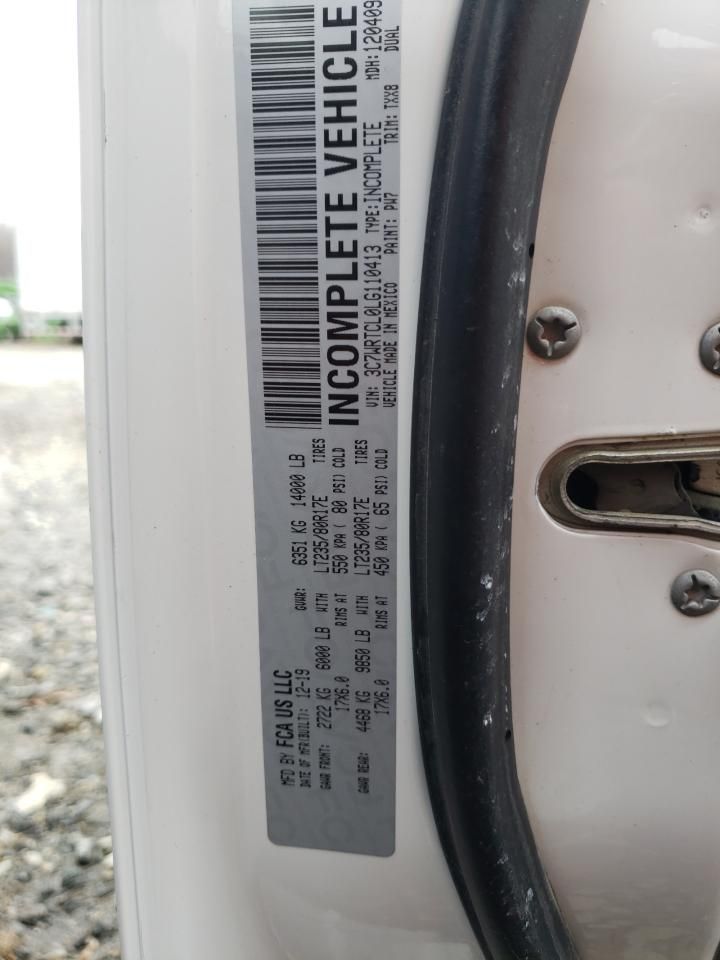 MFD BY FCA US LLC
DATE OF MFR(BUILT): 12-19 GVWR: 6351 KG 14000 LB
GAWR FRONT: 2722 KG 6000 LB WITH LT235/80R17E TIRES
17X6.0 RIMS AT 550 KPA ( 80 PSI) COLD
GAWR REAR: 4468 KG 9850 LB WITH LT235/80R17E TIRES
17X6.0 RIMS AT 450 KPA ( 65 PSI) COLD
INCOMPLETE VEHICLE
VIN: 3C7WRTCL0LG110413 TYPE: INCOMPLETE MDH: 120409
VEHICLE MADE IN MEXICO PAINT: PW7 TRIM: TXX8 DUAL